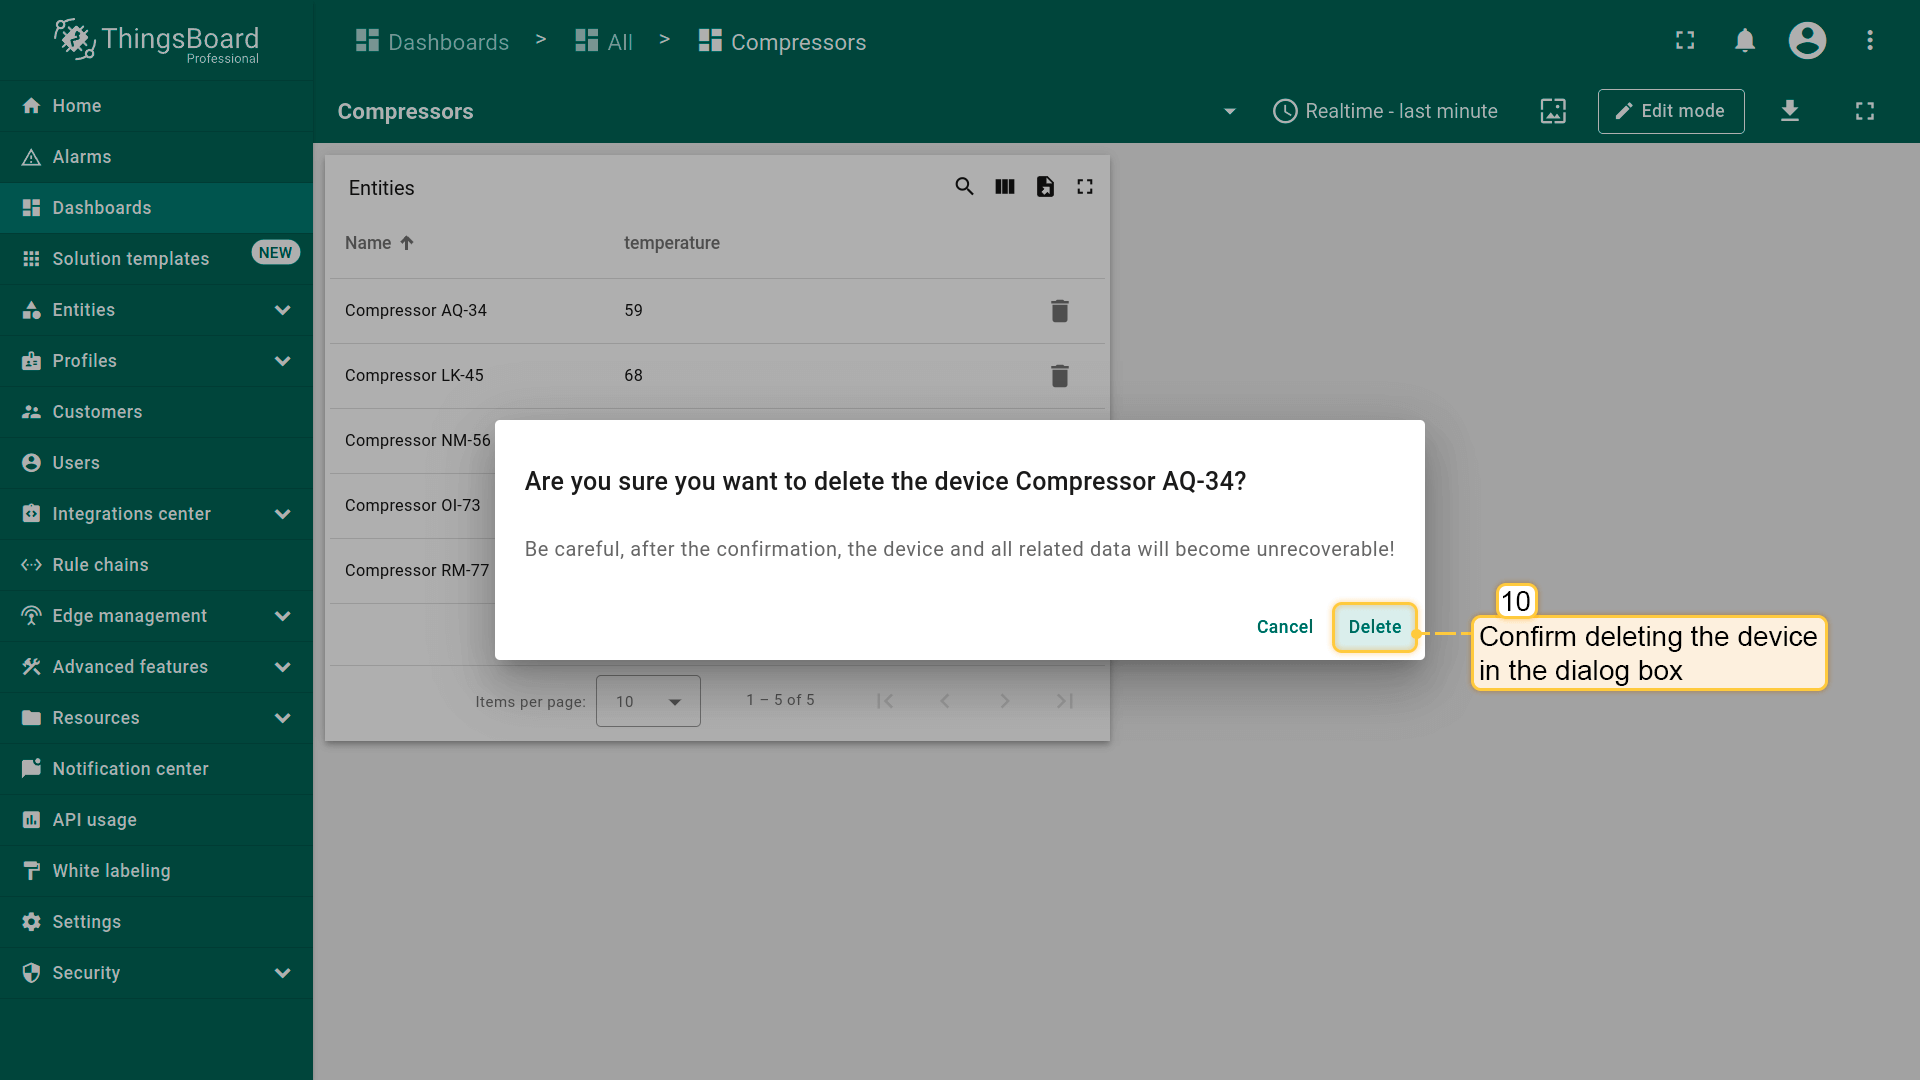 ThingsBoard
Professional
Dashboards > All > Compressors
Home
Alarms
Dashboards
Solution templates NEW
Entities
Profiles
Customers
Users
Integrations center
Rule chains
Edge management
Advanced features
Resources
Notification center
API usage
White labeling
Settings
Security
Compressors
Realtime - last minute
Edit mode
Entities
Name temperature
Compressor AQ-34 59
Compressor LK-45 68
Compressor NM-56
Compressor OI-73
Compressor RM-77
Items per page: 10 1 – 5 of 5
Are you sure you want to delete the device Compressor AQ-34?
Be careful, after the confirmation, the device and all related data will become unrecoverable!
Cancel Delete
10
Confirm deleting the device
in the dialog box